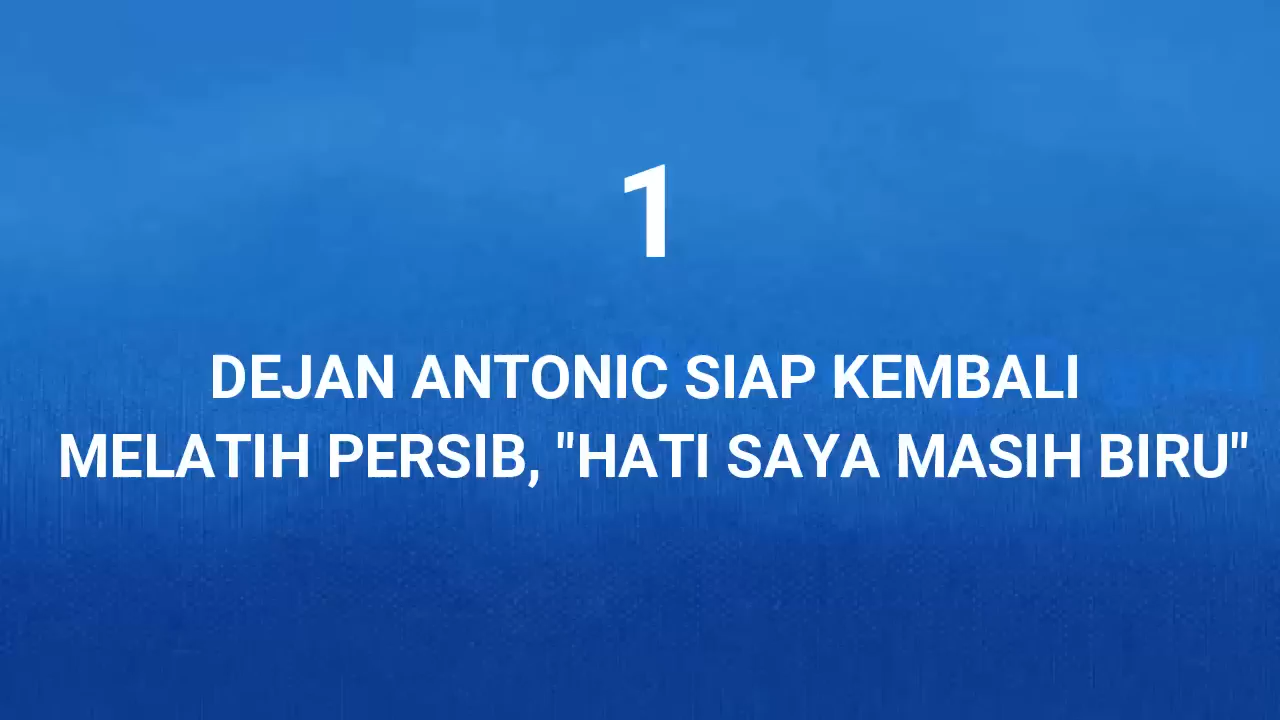 1
DEJAN ANTONIC SIAP KEMBALI
MELATIH PERSIB, "HATI SAYA MASIH BIRU"